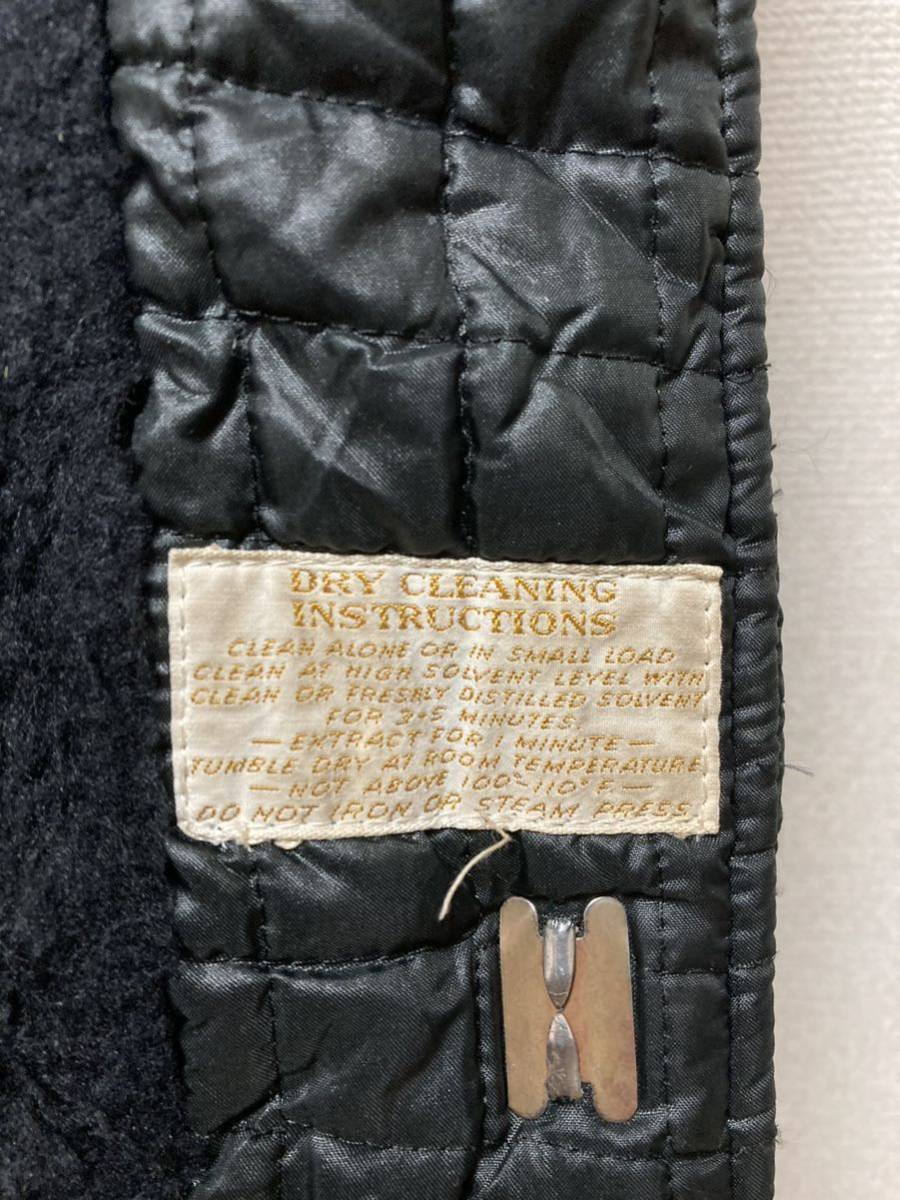 DRY CLEANING
INSTRUCTIONS
CLEAN ALONE OR IN SMALL LOAD
CLEAN AT HIGH SOLVENT LEVEL WITH
CLEAN OR FRESHLY DISTILLED SOLVENT
FOR 3-5 MINUTES.
— EXTRACT FOR 1 MINUTE —
TUMBLE DRY AT ROOM TEMPERATURE
— NOT ABOVE 100°-110° F. —
DO NOT IRON OR STEAM PRESS